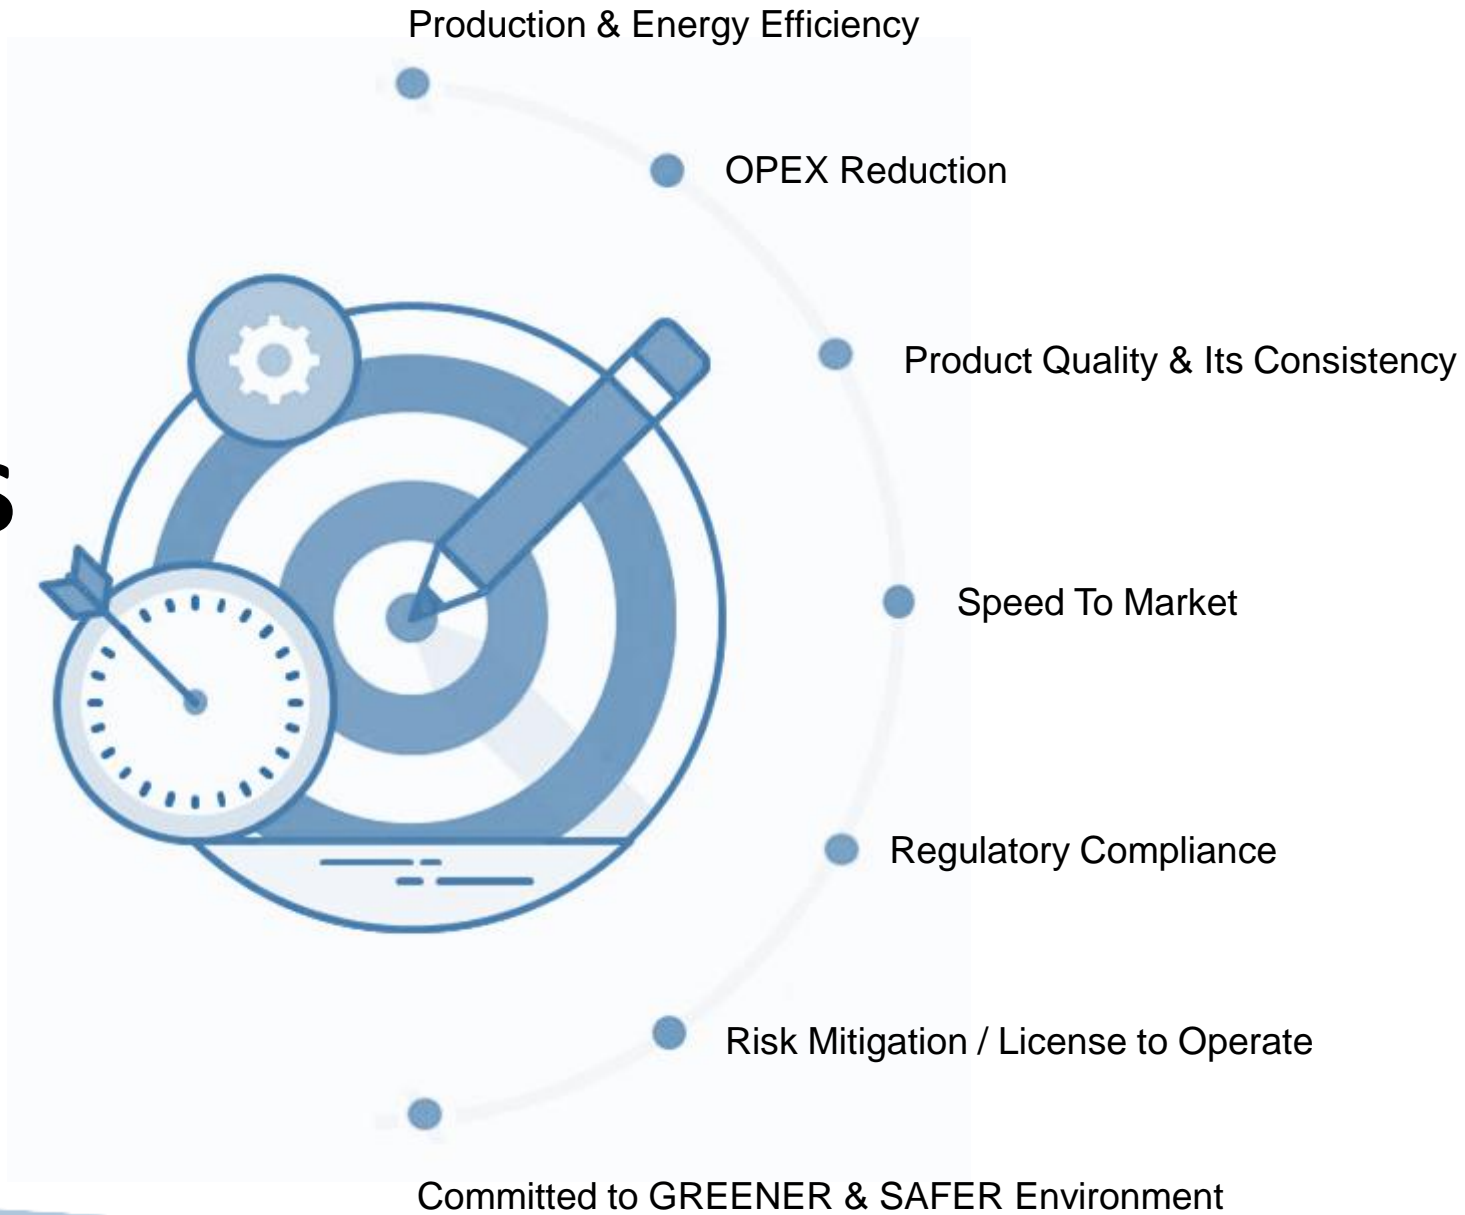 Production & Energy Efficiency
OPEX Reduction
Product Quality & Its Consistency
Speed To Market
Regulatory Compliance
Risk Mitigation / License to Operate
Committed to GREENER & SAFER Environment